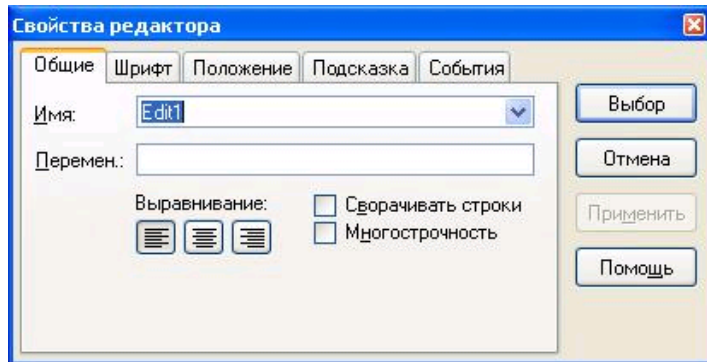 Свойства редактора
Общие Шрифт Положение Подсказка События
Имя: Edit1
Выбор
Перемен.:
Отмена
Выравнивание:
Сворачивать строки
Применить
Многострочность
Помощь